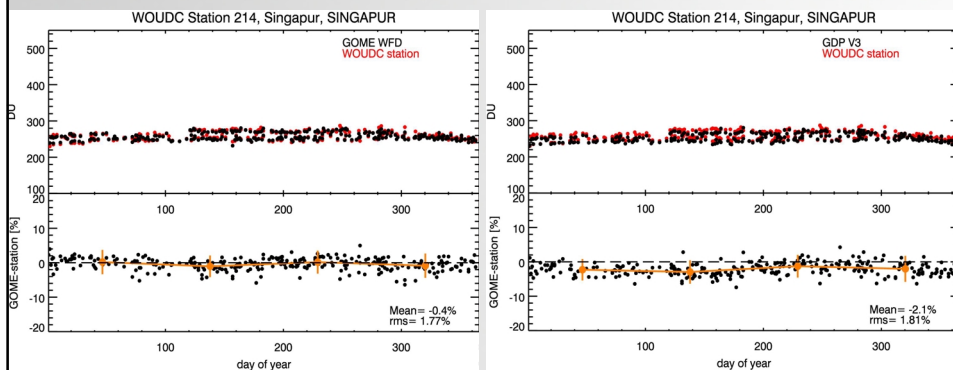 WOUDC Station 214, Singapur, SINGAPUR
500
400
300
200
100
DU
GOME WFD
WOUDC station
100
200
300
20
10
0
-10
-20
GOME-station [%]
Mean= -0.4%
rms= 1.77%
100
200
300
day of year
WOUDC Station 214, Singapur, SINGAPUR
500
400
300
200
100
DU
GDP V3
WOUDC station
100
200
300
20
10
0
-10
-20
GOME-station [%]
Mean= -2.1%
rms= 1.81%
100
200
300
day of year